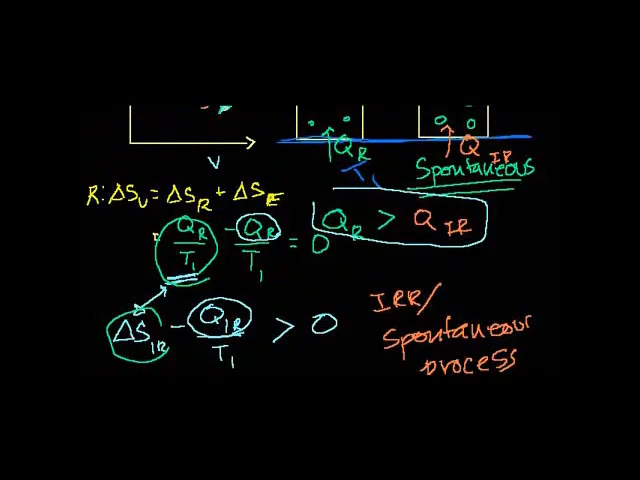 V
Q_R
Q_IR
T_1
Spontaneous
R: ΔS_U = ΔS_R + ΔS_E
Q_R/T_1 - Q_R/T_1 = 0
Q_R > Q_IR
ΔS_IR - Q_IR/T_1 > 0
IRR/
Spontaneous
process